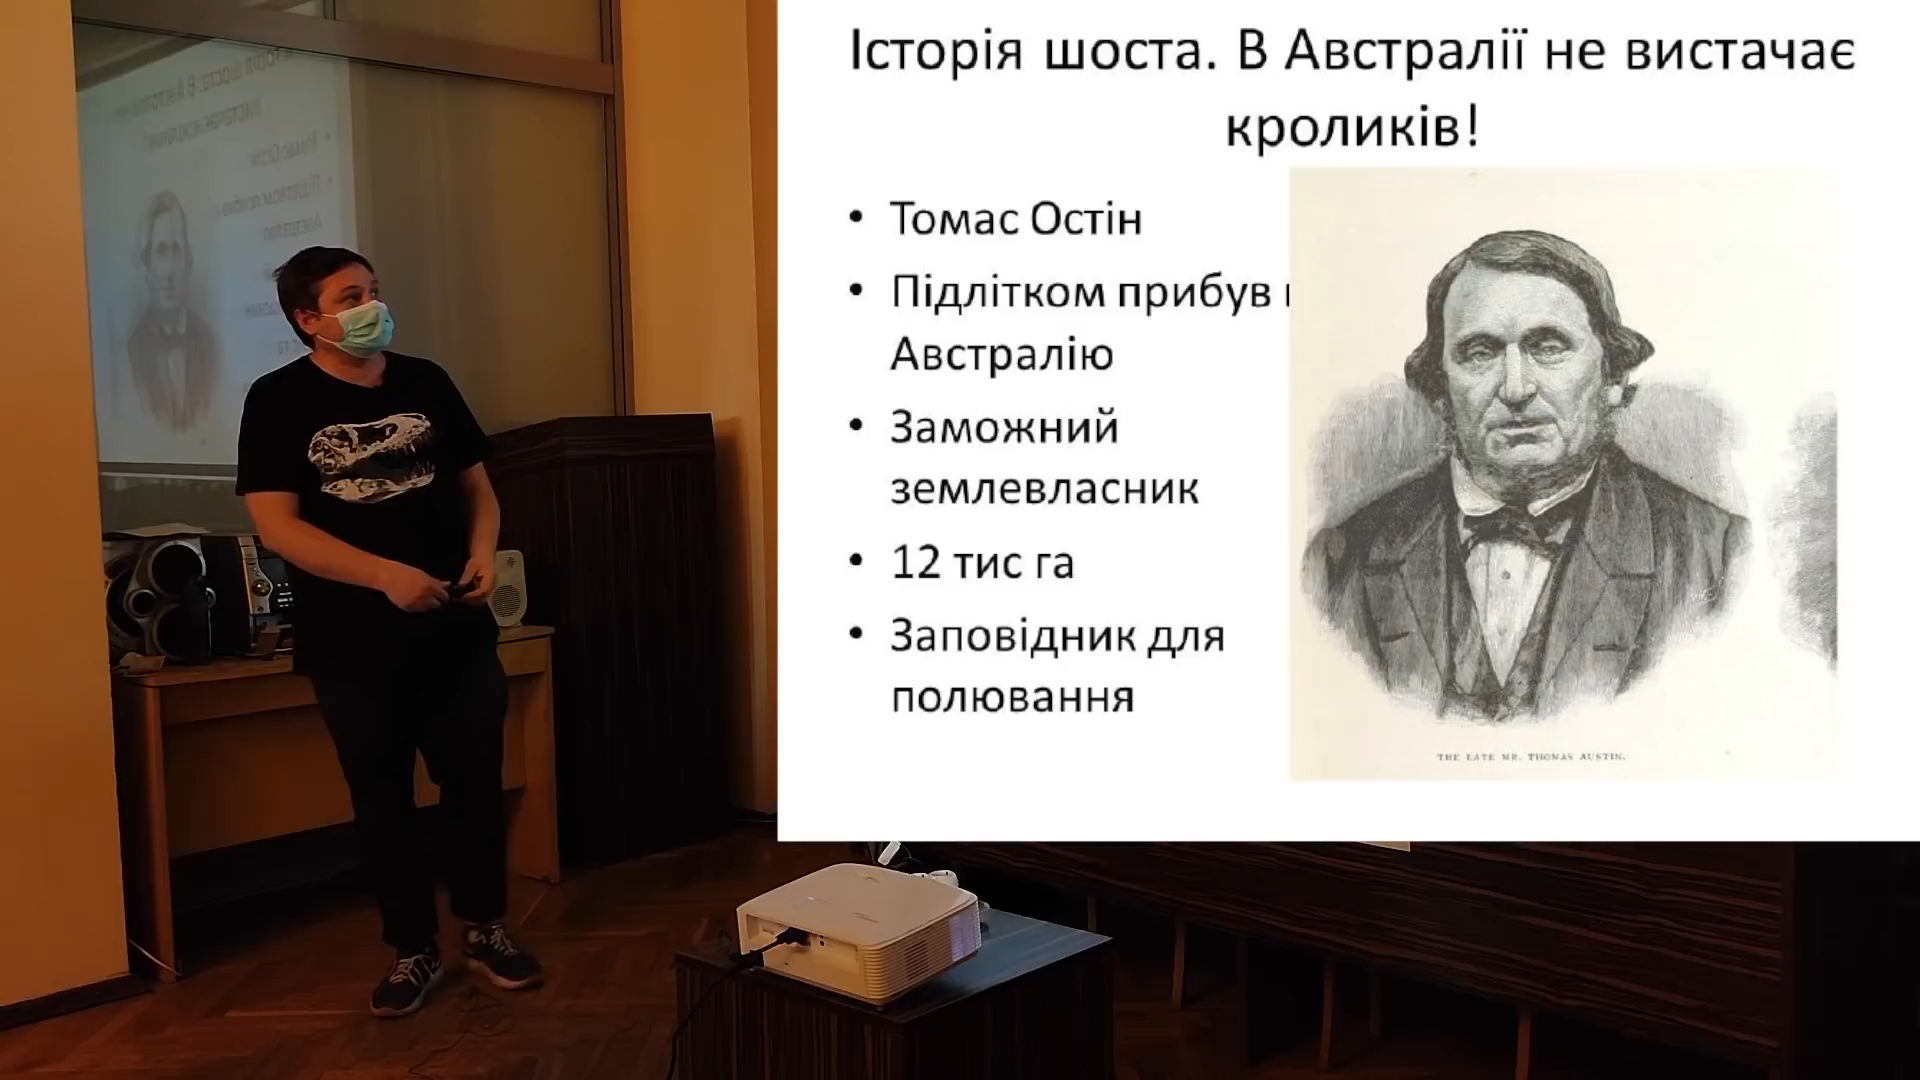 Історія шоста. В Австралії не вистачає
кроликів!
• Томас Остін
• Підлітком прибув
Австралію
• Заможний
землевласник
• 12 тис га
• Заповідник для
полювання
THE LATE MR. THOMAS AUSTIN.